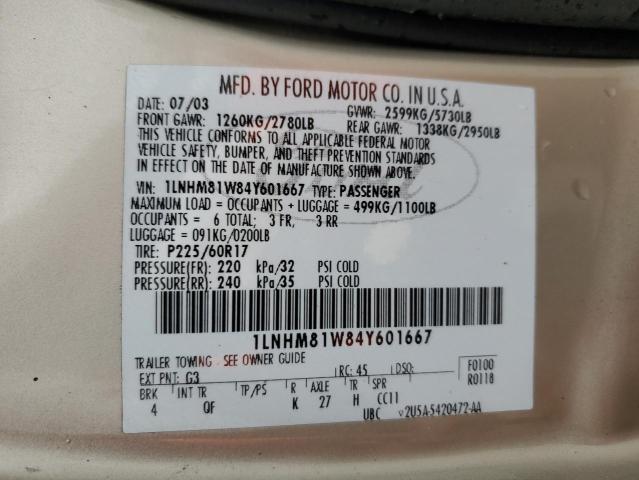 MFD. BY FORD MOTOR CO. IN U.S.A.
DATE: 07/03 GVWR: 2599KG/5730LB
FRONT GAWR: 1260KG/2780LB REAR GAWR: 1338KG/2950LB
THIS VEHICLE CONFORMS TO ALL APPLICABLE FEDERAL MOTOR
VEHICLE SAFETY, BUMPER, AND THEFT PREVENTION STANDARDS
IN EFFECT ON THE DATE OF MANUFACTURE SHOWN ABOVE.
VIN: 1LNHM81W84Y601667 TYPE: PASSENGER
MAXIMUM LOAD = OCCUPANTS + LUGGAGE = 499KG/1100LB
OCCUPANTS = 6 TOTAL; 3 FR, 3 RR
LUGGAGE = 091KG/0200LB
TIRE: P225/60R17
PRESSURE(FR): 220 kPa/32 PSI COLD
PRESSURE(RR): 240 kPa/35 PSI COLD
1LNHM81W84Y601667
TRAILER TOWING - SEE OWNER GUIDE
EXT PNT: G3 RC: 45 DSO: F0100
R0118
BRK INT TR TP/PS R AXLE TR SPR
4 QF K 27 H CC11
UBC v2U5A-5420472-AA